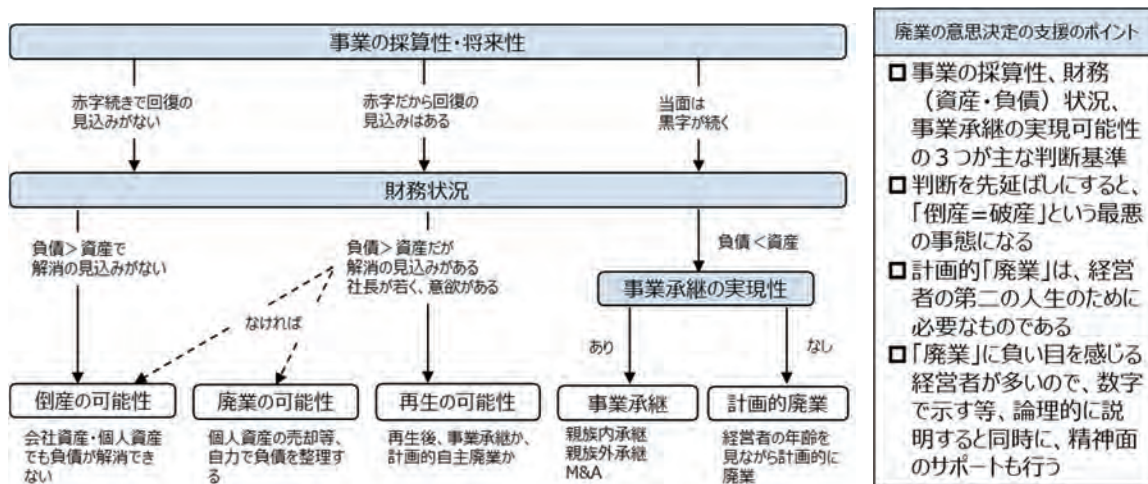 事業の採算性・将来性
赤字続きで回復の
見込みがない
赤字だから回復の
見込みはある
当面は
黒字が続く
財務状況
負債＞資産で
解消の見込みがない
負債＞資産だが
解消の見込みがある
社長が若く、意欲がある
負債＜資産
なければ
事業承継の実現性
あり
なし
倒産の可能性
会社資産・個人資産
でも負債が解消でき
ない
廃業の可能性
個人資産の売却等、
自力で負債を整理す
る
再生の可能性
再生後、事業承継か、
計画的自主廃業か
事業承継
親族内承継
親族外承継
M&A
計画的廃業
経営者の年齢を
見ながら計画的に
廃業
廃業の意思決定の支援のポイント
□事業の採算性、財務
（資産・負債）状況、
事業承継の実現可能性
の３つが主な判断基準
□判断を先延ばしにすると、
「倒産＝破産」という最悪
の事態になる
□計画的「廃業」は、経営
者の第二の人生のために
必要なものである
□「廃業」に負い目を感じる
経営者が多いので、数字
で示す等、論理的に説
明すると同時に、精神面
のサポートも行う